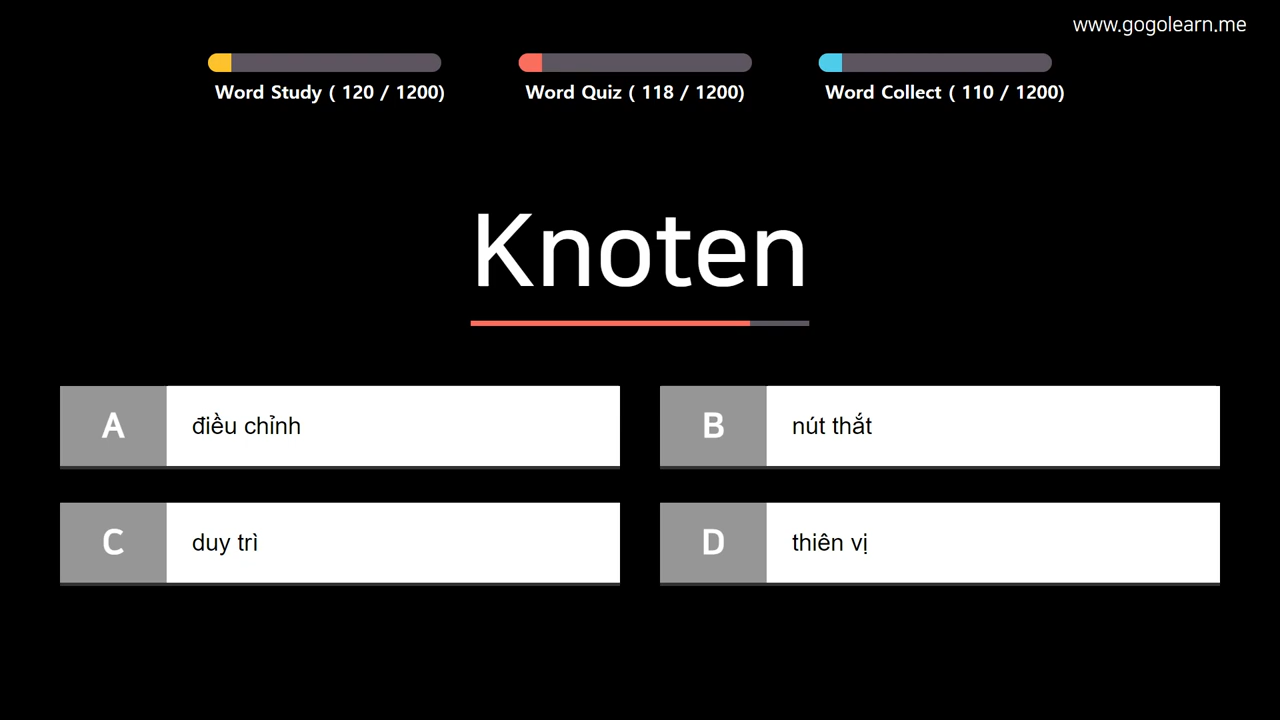 www.gogolearn.me
Word Study ( 120 / 1200)
Word Quiz ( 118 / 1200)
Word Collect ( 110 / 1200)
Knoten
A
điều chỉnh
B
nút thắt
C
duy trì
D
thiên vị